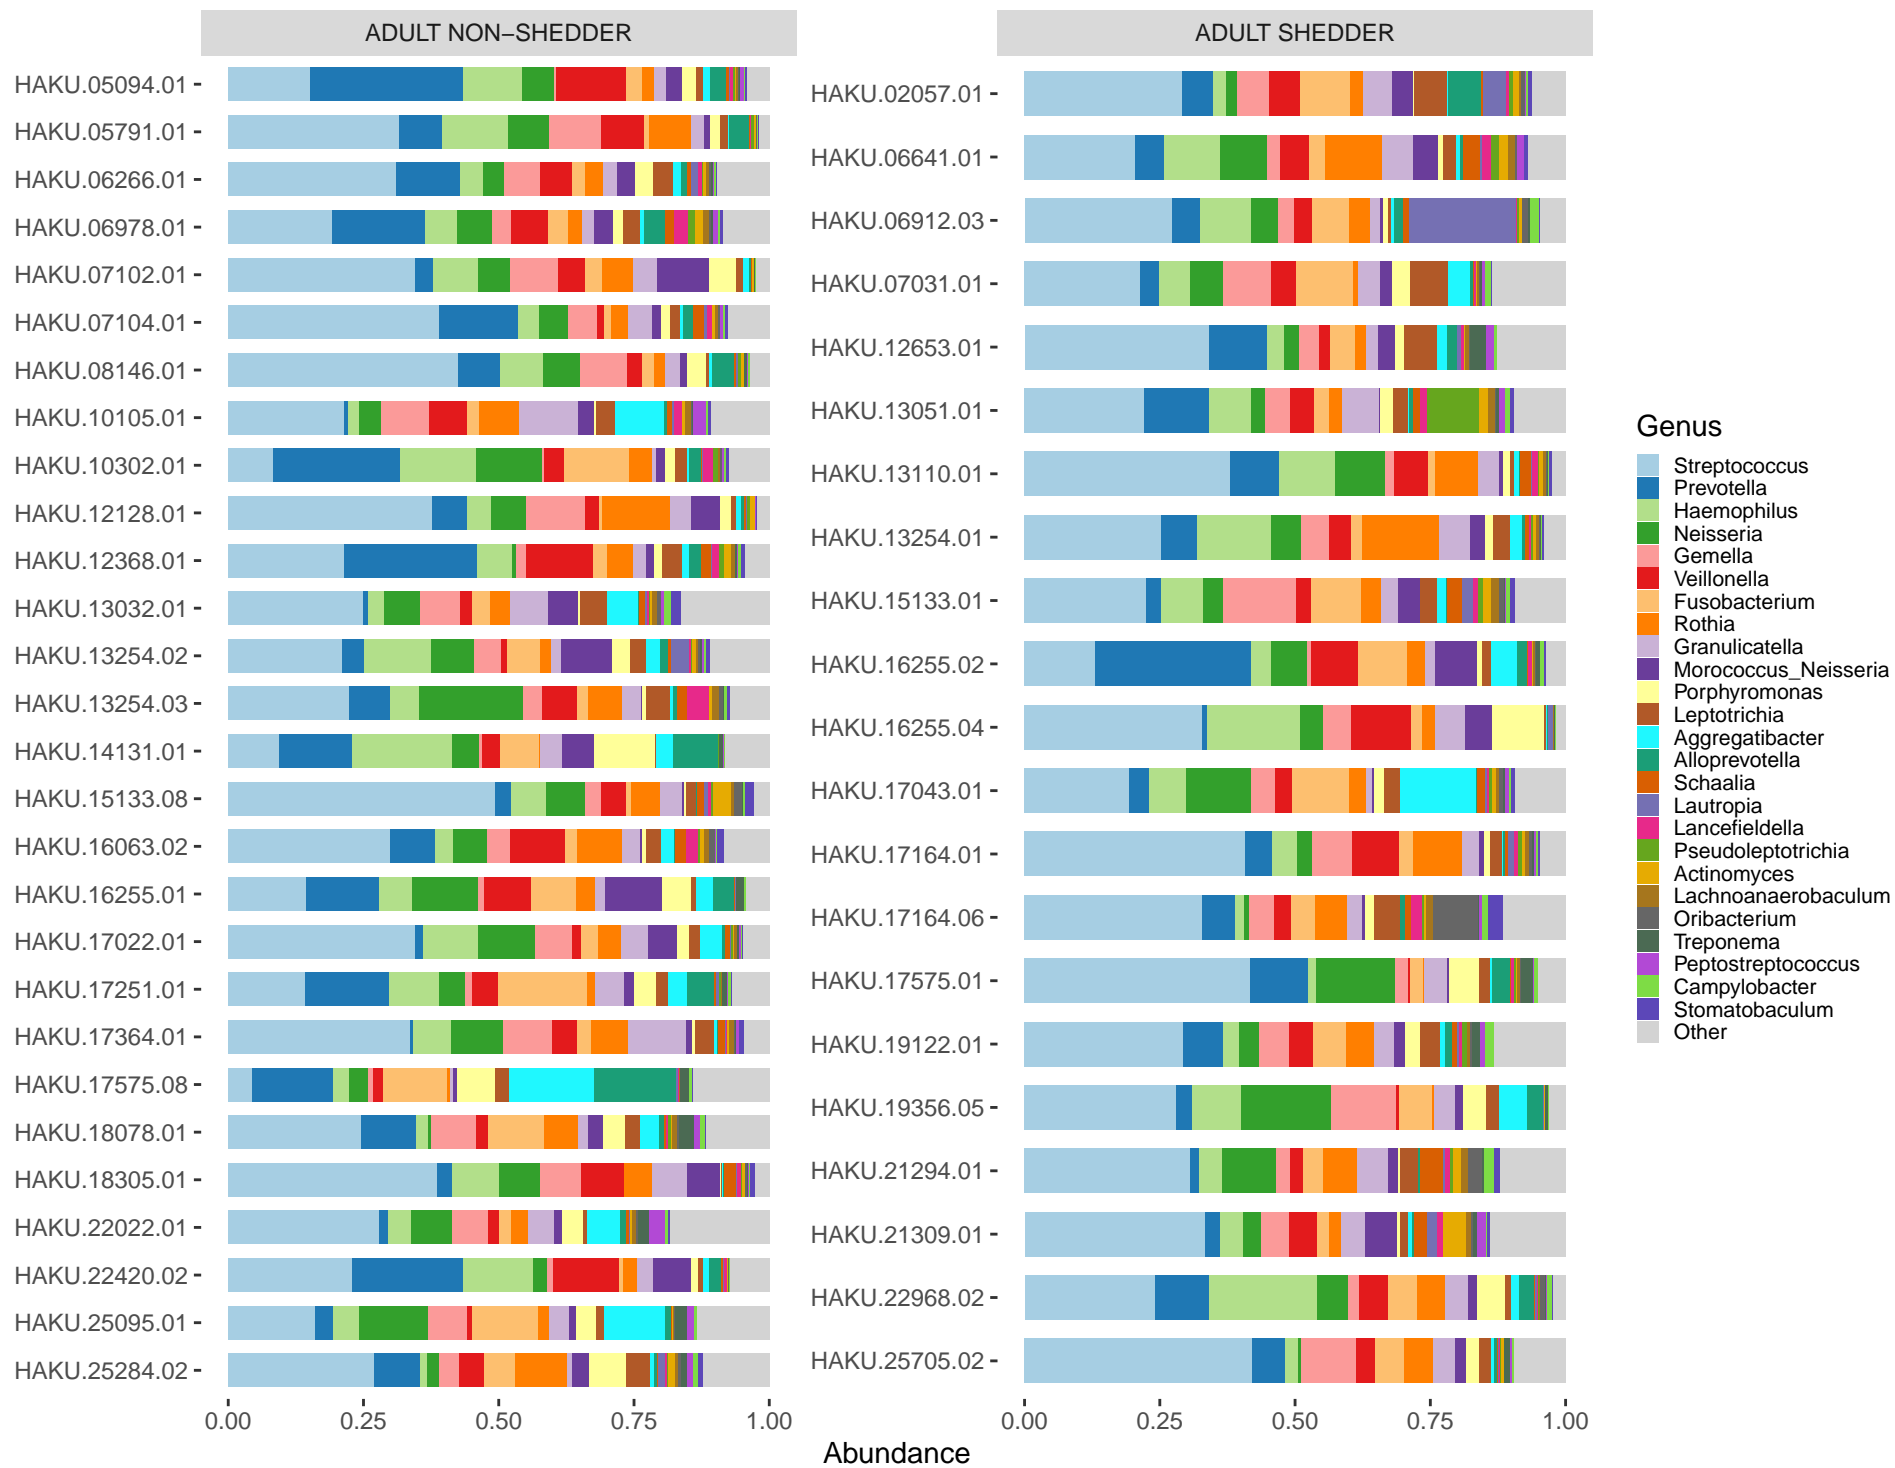 ADULT NON−SHEDDER
HAKU.05094.01
HAKU.05791.01
HAKU.06266.01
HAKU.06978.01
HAKU.07102.01
HAKU.07104.01
HAKU.08146.01
HAKU.10105.01
HAKU.10302.01
HAKU.12128.01
HAKU.12368.01
HAKU.13032.01
HAKU.13254.02
HAKU.13254.03
HAKU.14131.01
HAKU.15133.08
HAKU.16063.02
HAKU.16255.01
HAKU.17022.01
HAKU.17251.01
HAKU.17364.01
HAKU.17575.08
HAKU.18078.01
HAKU.18305.01
HAKU.22022.01
HAKU.22420.02
HAKU.25095.01
HAKU.25284.02
0.00 0.25 0.50 0.75 1.00
ADULT SHEDDER
HAKU.02057.01
HAKU.06641.01
HAKU.06912.03
HAKU.07031.01
HAKU.12653.01
HAKU.13051.01
HAKU.13110.01
HAKU.13254.01
HAKU.15133.01
HAKU.16255.02
HAKU.16255.04
HAKU.17043.01
HAKU.17164.01
HAKU.17164.06
HAKU.17575.01
HAKU.19122.01
HAKU.19356.05
HAKU.21294.01
HAKU.21309.01
HAKU.22968.02
HAKU.25705.02
0.00 0.25 0.50 0.75 1.00
Abundance
Genus
Streptococcus
Prevotella
Haemophilus
Neisseria
Gemella
Veillonella
Fusobacterium
Rothia
Granulicatella
Morococcus_Neisseria
Porphyromonas
Leptotrichia
Aggregatibacter
Alloprevotella
Schaalia
Lautropia
Lancefieldella
Pseudoleptotrichia
Actinomyces
Lachnoanaerobaculum
Oribacterium
Treponema
Peptostreptococcus
Campylobacter
Stomatobaculum
Other